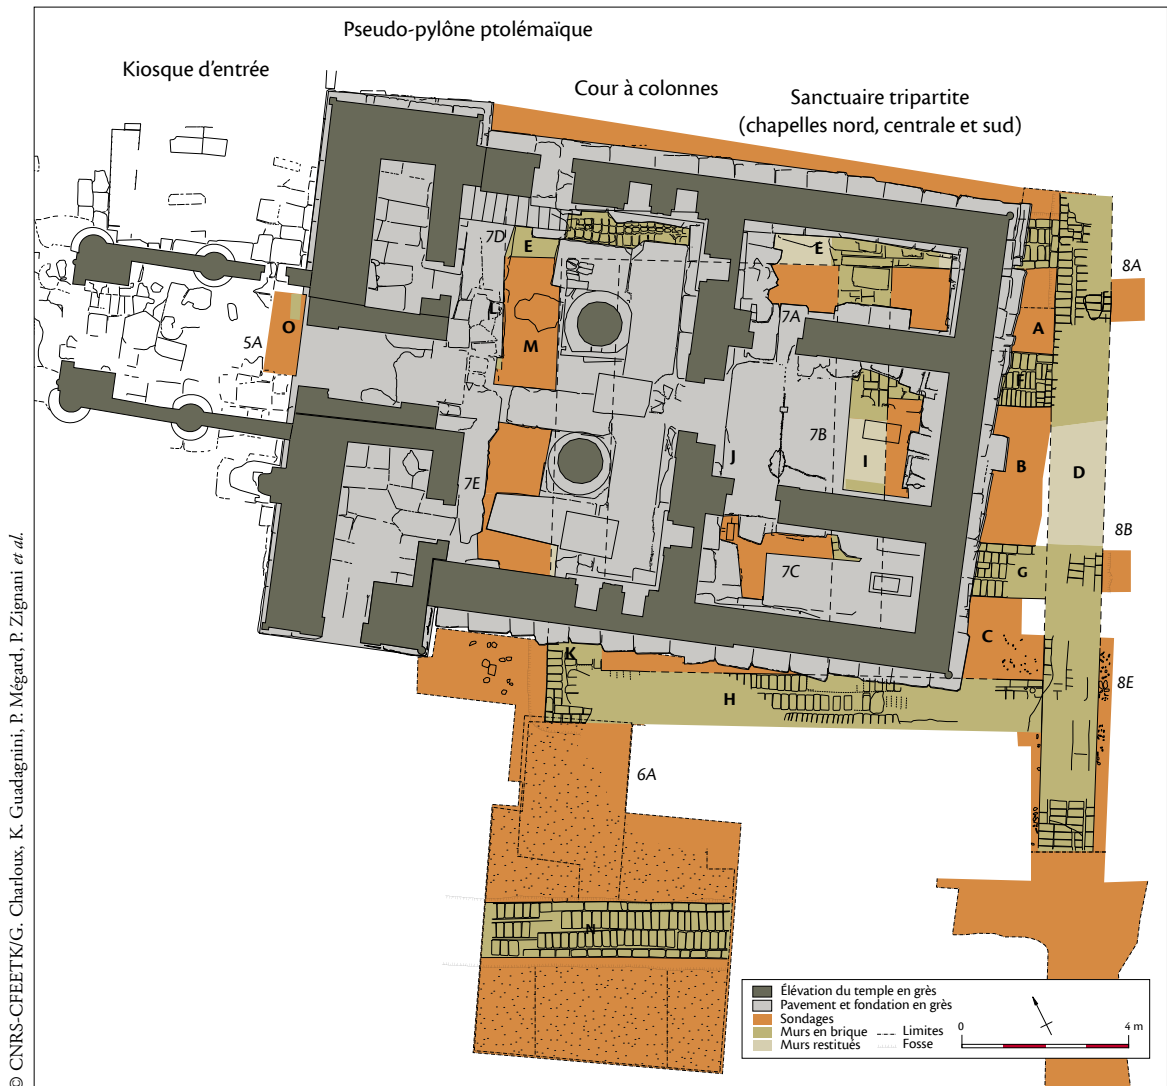 Pseudo-pylône ptolémaïque
Kiosque d'entrée
Cour à colonnes
Sanctuaire tripartite
(chapelles nord, centrale et sud)
7D
E
E
8A
L
7A
O
A
5A
M
F
7B
7E
J
I
B
D
8B
7C
G
C
K
8E
H
6A
N
Élévation du temple en grès
Pavement et fondation en grès
Sondages
Murs en brique
Limites
Murs restitués
Fosse
0
4 m
© CNRS-CFEETK/G. Charloux, K. Guadagnini, P. Mégard, P. Zignani et al.